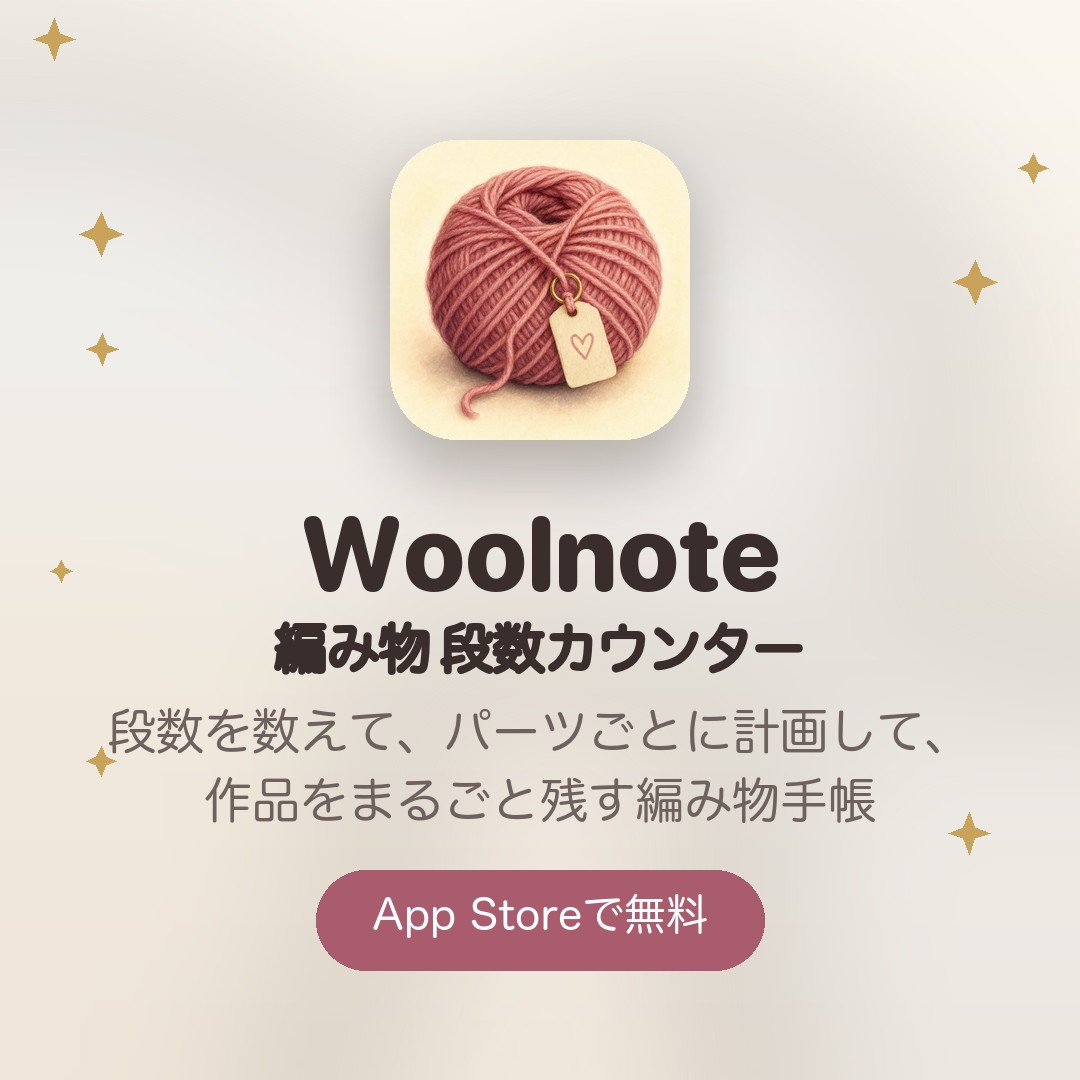 Woolnote
編み物 段数カウンター
段数を数えて、パーツごとに計画して、
作品をまるごと残す編み物手帳
App Storeで無料